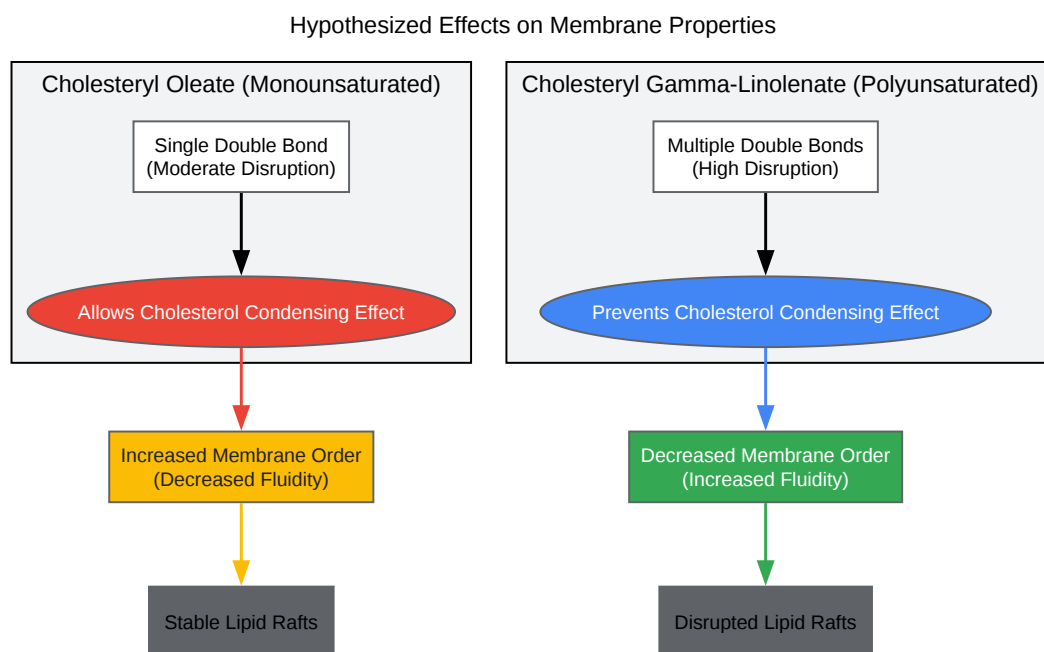 Hypothesized Effects on Membrane Properties
Cholesteryl Oleate (Monounsaturated)
Single Double Bond
(Moderate Disruption)
Allows Cholesterol Condensing Effect
Increased Membrane Order
(Decreased Fluidity)
Stable Lipid Rafts
Cholesteryl Gamma-Linolenate (Polyunsaturated)
Multiple Double Bonds
(High Disruption)
Prevents Cholesterol Condensing Effect
Decreased Membrane Order
(Increased Fluidity)
Disrupted Lipid Rafts